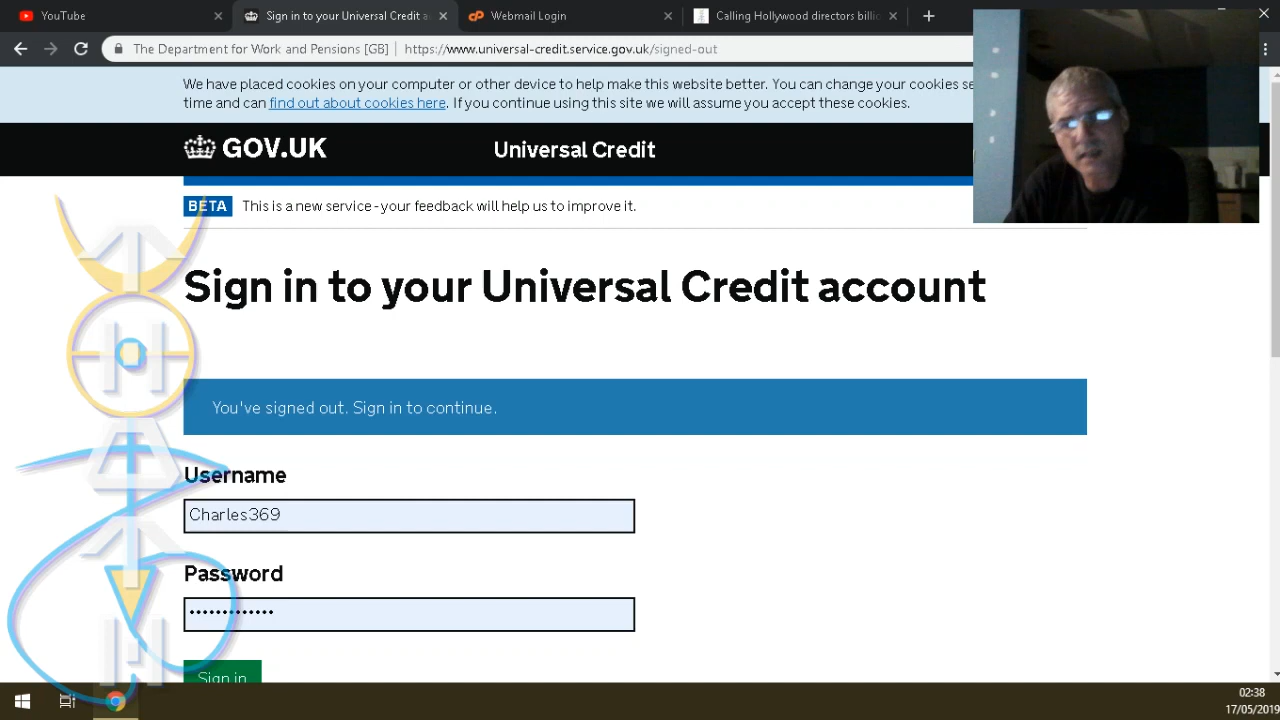 YouTube
Sign in to your Universal Credit a
Webmail Login
Calling Hollywood directors billic
The Department for Work and Pensions [GB] | https://www.universal-credit.service.gov.uk/signed-out
We have placed cookies on your computer or other device to help make this website better. You can change your cookies se
time and can find out about cookies here. If you continue using this site we will assume you accept these cookies.
GOV.UK
Universal Credit
BETA This is a new service - your feedback will help us to improve it.
Sign in to your Universal Credit account
You've signed out. Sign in to continue.
Username
Charles369
Password
•••••••••••••
Sign in
02:38
17/05/2019